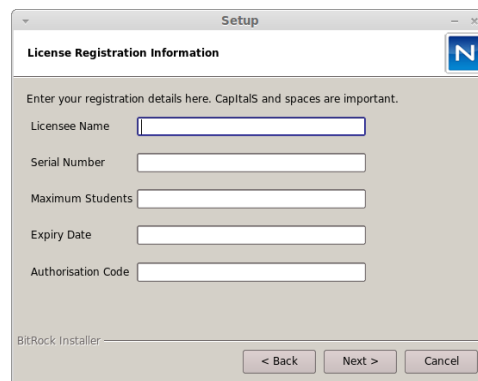 Setup
License Registration Information
N
Enter your registration details here. CapItalS and spaces are important.
Licensee Name
Serial Number
Maximum Students
Expiry Date
Authorisation Code
BitRock Installer
< Back Next > Cancel